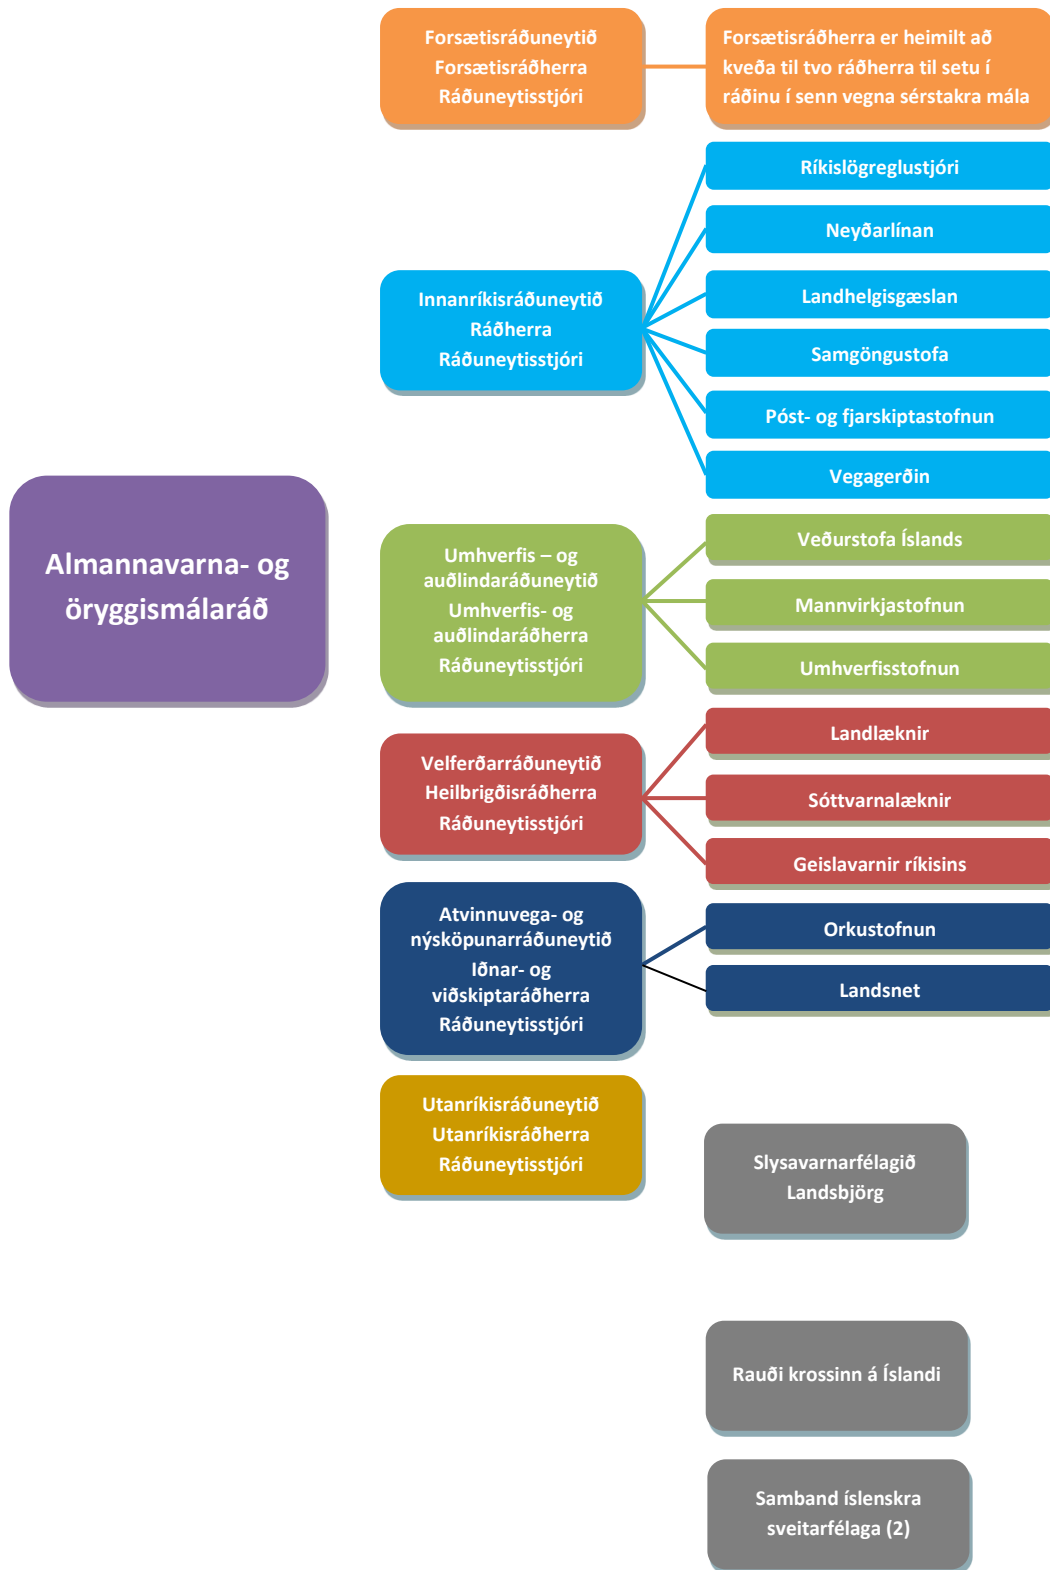 Forsætisráðuneytið
Forsætisráðherra
Ráðuneytisstjóri
Forsætisráðherra er heimilt að
kveða til tvo ráðherra til setu í
ráðinu í senn vegna sérstakra mála
Innanríkisráðuneytið
Ráðherra
Ráðuneytisstjóri
Ríkislögreglustjóri
Neyðarlínan
Landhelgisgæslan
Samgöngustofa
Póst- og fjarskiptastofnun
Vegagerðin
Almannavarna- og
öryggismálaráð
Umhverfis – og
auðlindaráðuneytið
Umhverfis- og
auðlindaráðherra
Ráðuneytisstjóri
Veðurstofa Íslands
Mannvirkjastofnun
Umhverfisstofnun
Velferðarráðuneytið
Heilbrigðisráðherra
Ráðuneytisstjóri
Landlæknir
Sóttvarnalæknir
Geislavarnir ríkisins
Atvinnuvega- og
nýsköpunarráðuneytið
Iðnar- og
viðskiptaráðherra
Ráðuneytisstjóri
Orkustofnun
Landsnet
Utanríkisráðuneytið
Utanríkisráðherra
Ráðuneytisstjóri
Slysavarnarfélagið
Landsbjörg
Rauði krossinn á Íslandi
Samband íslenskra
sveitarfélaga (2)